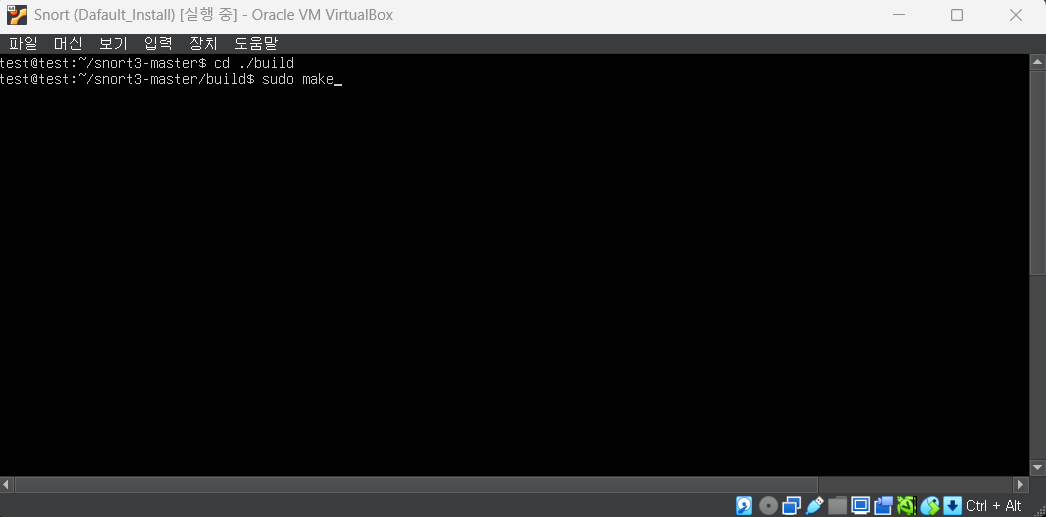 Snort (Dafault_Install) [실행 중] - Oracle VM VirtualBox
파일 머신 보기 입력 장치 도움말
test@test:~/snort3-master$ cd ./build
test@test:~/snort3-master/build$ sudo make_
Ctrl + Alt